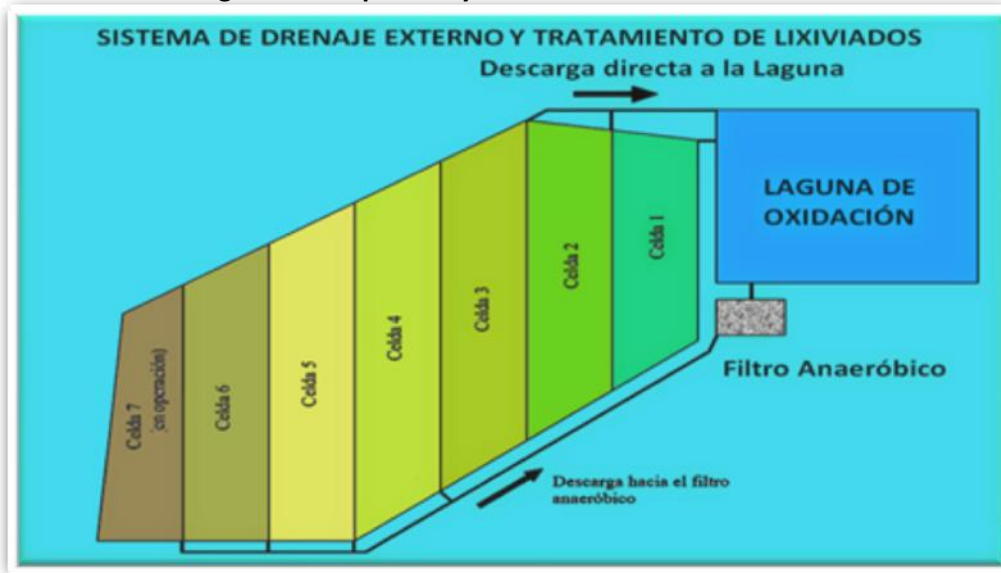 SISTEMA DE DRENAJE EXTERNO Y TRATAMIENTO DE LIXIVIADOS
Descarga directa a la Laguna
LAGUNA DE
OXIDACIÓN
Celda 1
Celda 2
Celda 3
Celda 4
Celda 5
Celda 6
Celda 7
en operación)
Filtro Anaeróbico
Descarga hacia el filtro
anaeróbico